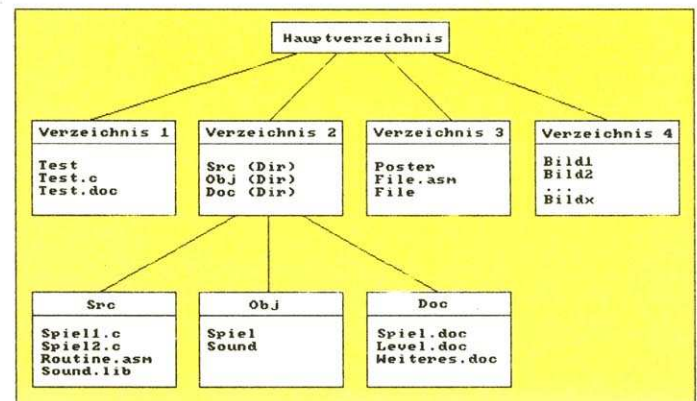 Hauptverzeichnis
Verzeichnis 1
Test
Test.c
Test.doc
Verzeichnis 2
Src (Dir)
Obj (Dir)
Doc (Dir)
Verzeichnis 3
Poster
File.asm
File
Verzeichnis 4
Bild1
Bild2
...
Bildx
Src
Spiel1.c
Spiel2.c
Routine.asm
Sound.lib
Obj
Spiel
Sound
Doc
Spiel.doc
Level.doc
Weiteres.doc